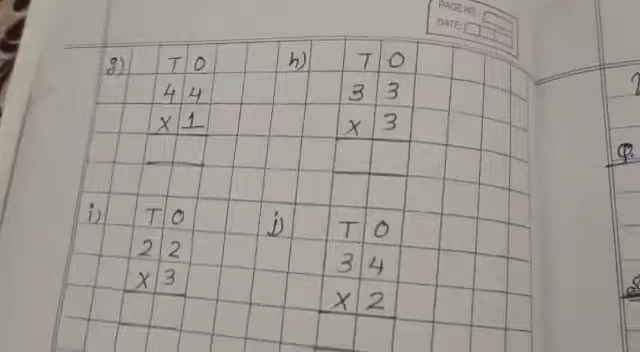 PAGE NO.:
DATE:
g) T O h) T O
4 4 3 3
X 1 X 3
i) T O j) T O
2 2 3 4
X 3 X 2